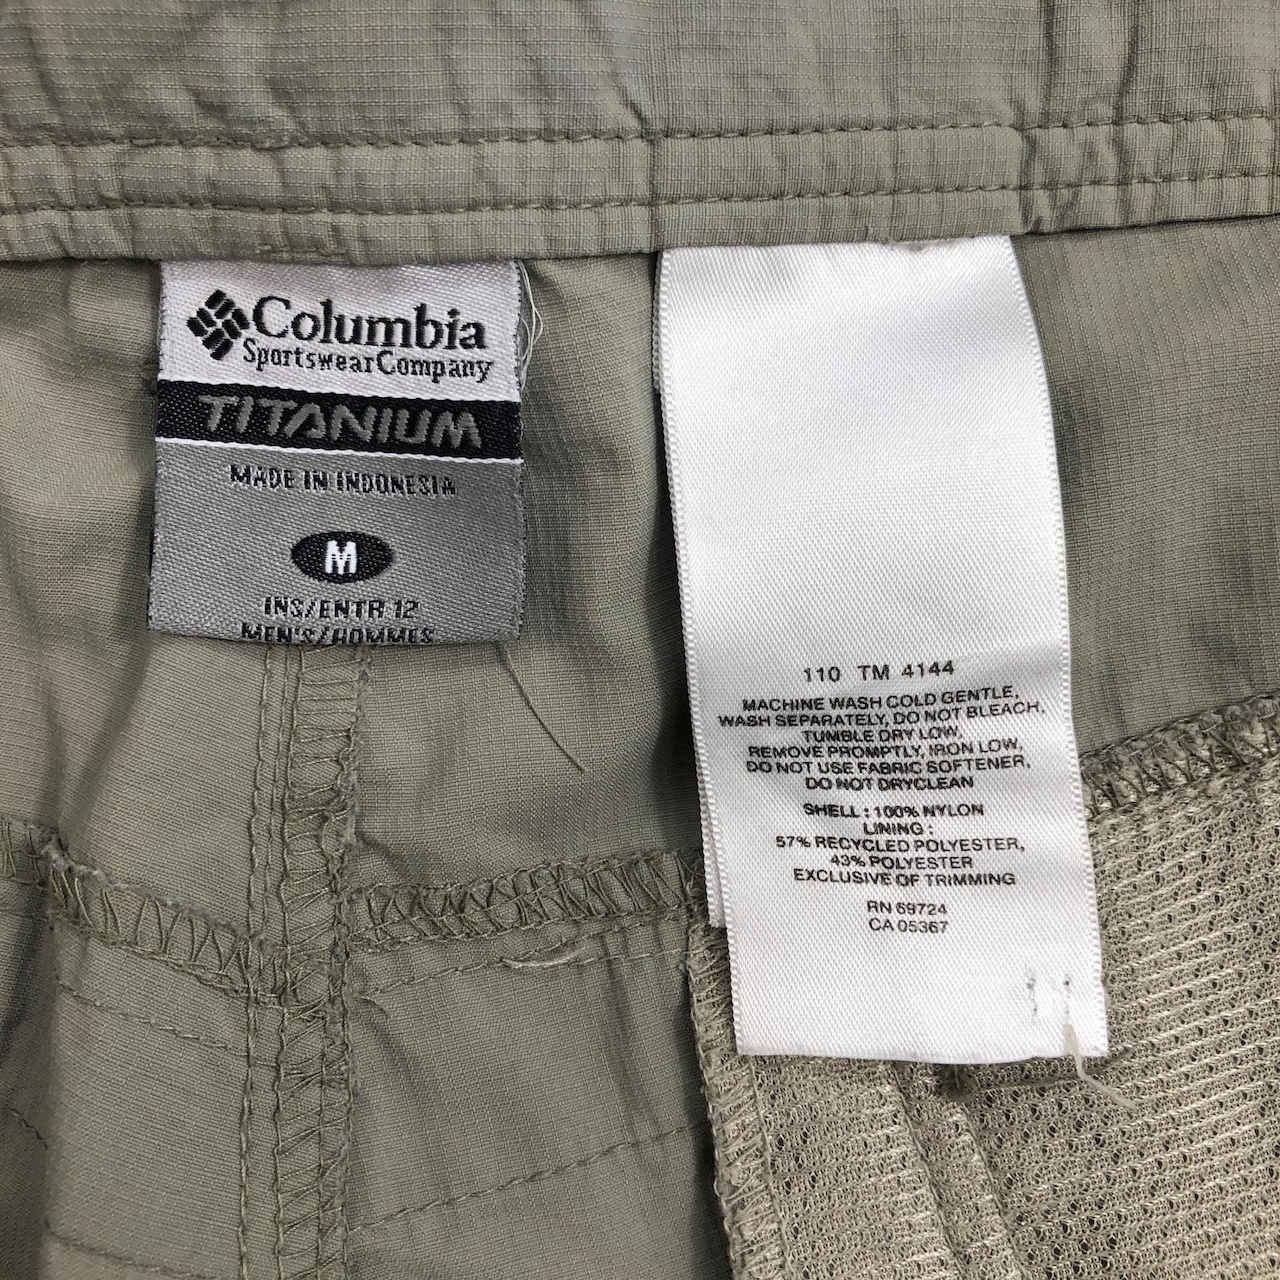 Columbia
Sportswear Company
TITANIUM
MADE IN INDONESIA
M
INS/ENTR 12
MEN'S/HOMMES
110 TM 4144
MACHINE WASH COLD GENTLE,
WASH SEPARATELY, DO NOT BLEACH,
TUMBLE DRY LOW,
REMOVE PROMPTLY, IRON LOW,
DO NOT USE FABRIC SOFTENER,
DO NOT DRYCLEAN
SHELL : 100% NYLON
LINING :
57% RECYCLED POLYESTER,
43% POLYESTER
EXCLUSIVE OF TRIMMING
RN 69724
CA 05367